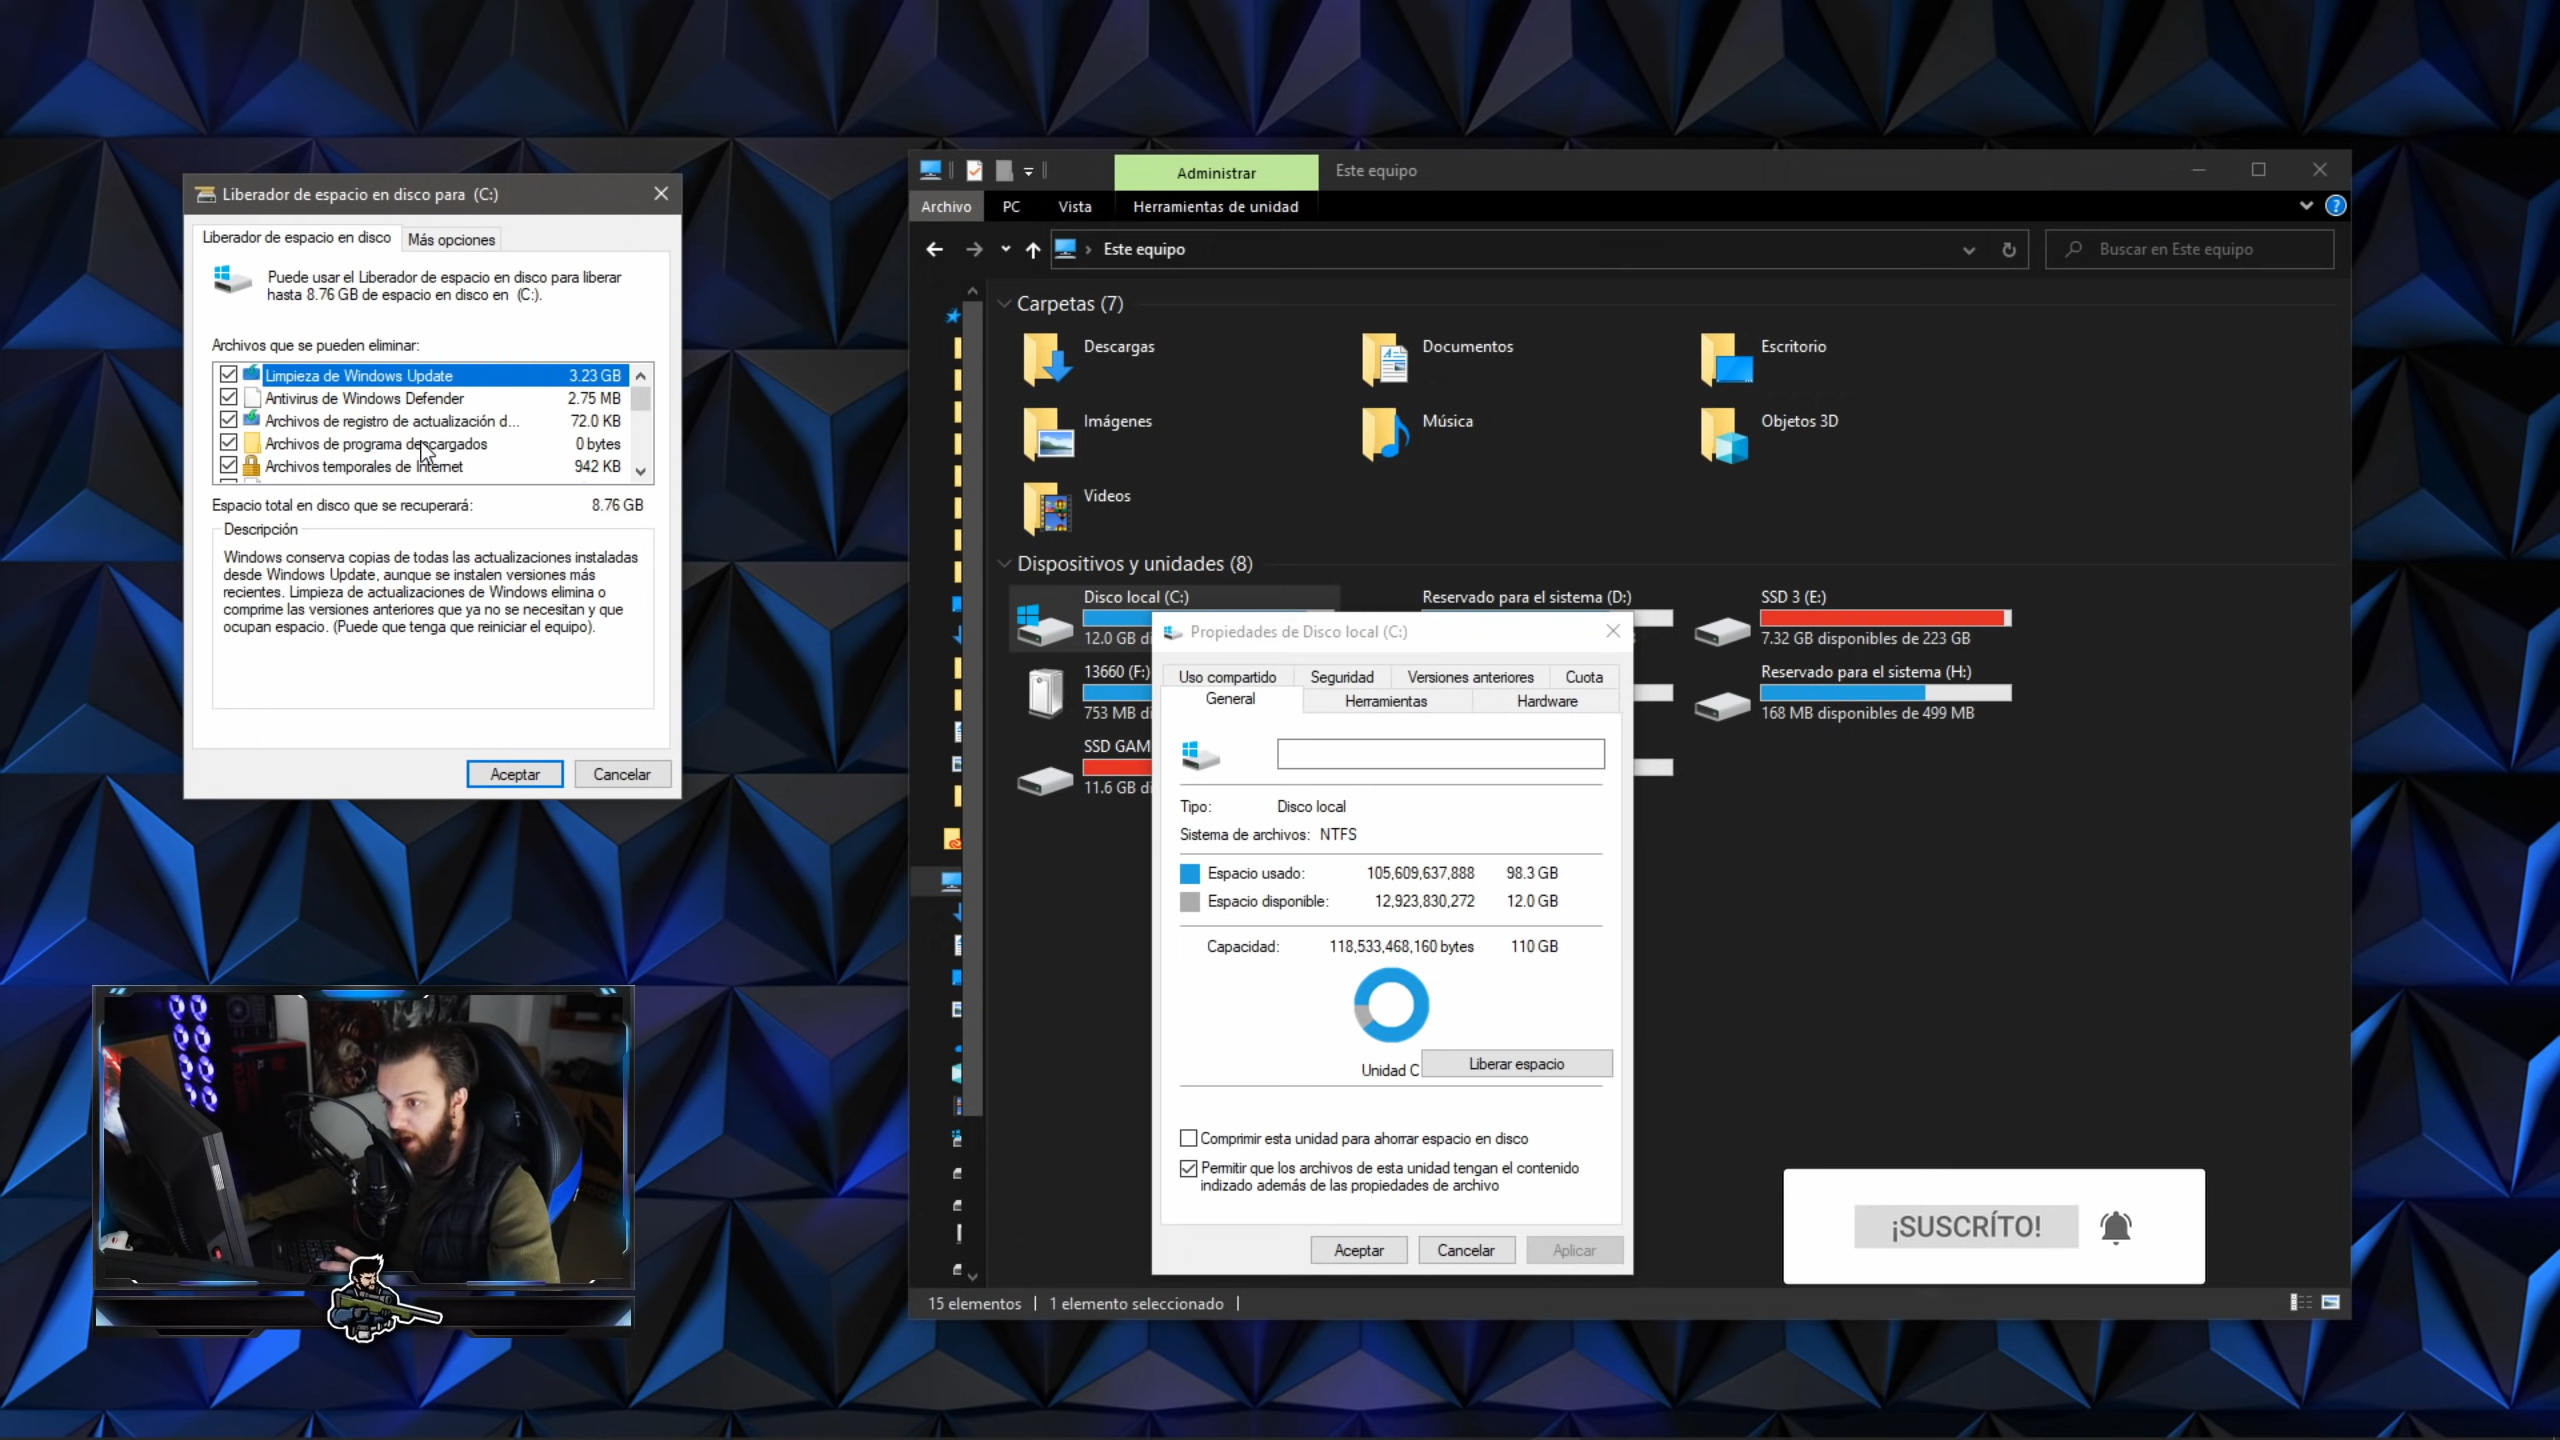 Liberador de espacio en disco para (C:)
Liberador de espacio en disco
Más opciones
Puede usar el Liberador de espacio en disco para liberar
hasta 8.76 GB de espacio en disco en (C:).
Archivos que se pueden eliminar:
Limpieza de Windows Update 3.23 GB
Antivirus de Windows Defender 2.75 MB
Archivos de registro de actualización d... 72.0 KB
Archivos de programa descargados 0 bytes
Archivos temporales de Internet 942 KB
Espacio total en disco que se recuperará: 8.76 GB
Descripción
Windows conserva copias de todas las actualizaciones instaladas
desde Windows Update, aunque se instalen versiones más
recientes. Limpieza de actualizaciones de Windows elimina o
comprime las versiones anteriores que ya no se necesitan y que
ocupan espacio. (Puede que tenga que reiniciar el equipo).
Aceptar
Cancelar
Administrar
Este equipo
Archivo
PC
Vista
Herramientas de unidad
Este equipo
Buscar en Este equipo
Carpetas (7)
Descargas
Documentos
Escritorio
Imágenes
Música
Objetos 3D
Videos
Dispositivos y unidades (8)
Disco local (C:)
12.0 GB di
Reservado para el sistema (D:)
SSD 3 (E:)
7.32 GB disponibles de 223 GB
13660 (F:)
753 MB di
Reservado para el sistema (H:)
168 MB disponibles de 499 MB
SSD GAM
11.6 GB di
Propiedades de Disco local (C:)
Uso compartido
Seguridad
Versiones anteriores
Cuota
General
Herramientas
Hardware
Tipo: Disco local
Sistema de archivos: NTFS
Espacio usado: 105,609,637,888 98.3 GB
Espacio disponible: 12,923,830,272 12.0 GB
Capacidad: 118,533,468,160 bytes 110 GB
Unidad C
Liberar espacio
Comprimir esta unidad para ahorrar espacio en disco
Permitir que los archivos de esta unidad tengan el contenido
indizado además de las propiedades de archivo
Aceptar
Cancelar
Aplicar
¡SUSCRÍTO!
15 elementos
1 elemento seleccionado